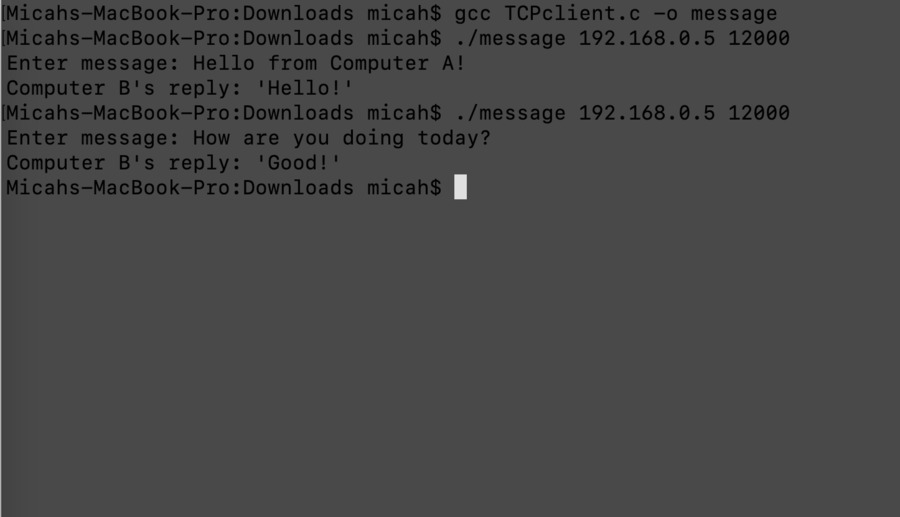 [Micahs-MacBook-Pro:Downloads micah$ gcc TCPclient.c -o message
[Micahs-MacBook-Pro:Downloads micah$ ./message 192.168.0.5 12000
Enter message: Hello from Computer A!
Computer B's reply: 'Hello!'
[Micahs-MacBook-Pro:Downloads micah$ ./message 192.168.0.5 12000
Enter message: How are you doing today?
Computer B's reply: 'Good!'
Micahs-MacBook-Pro:Downloads micah$